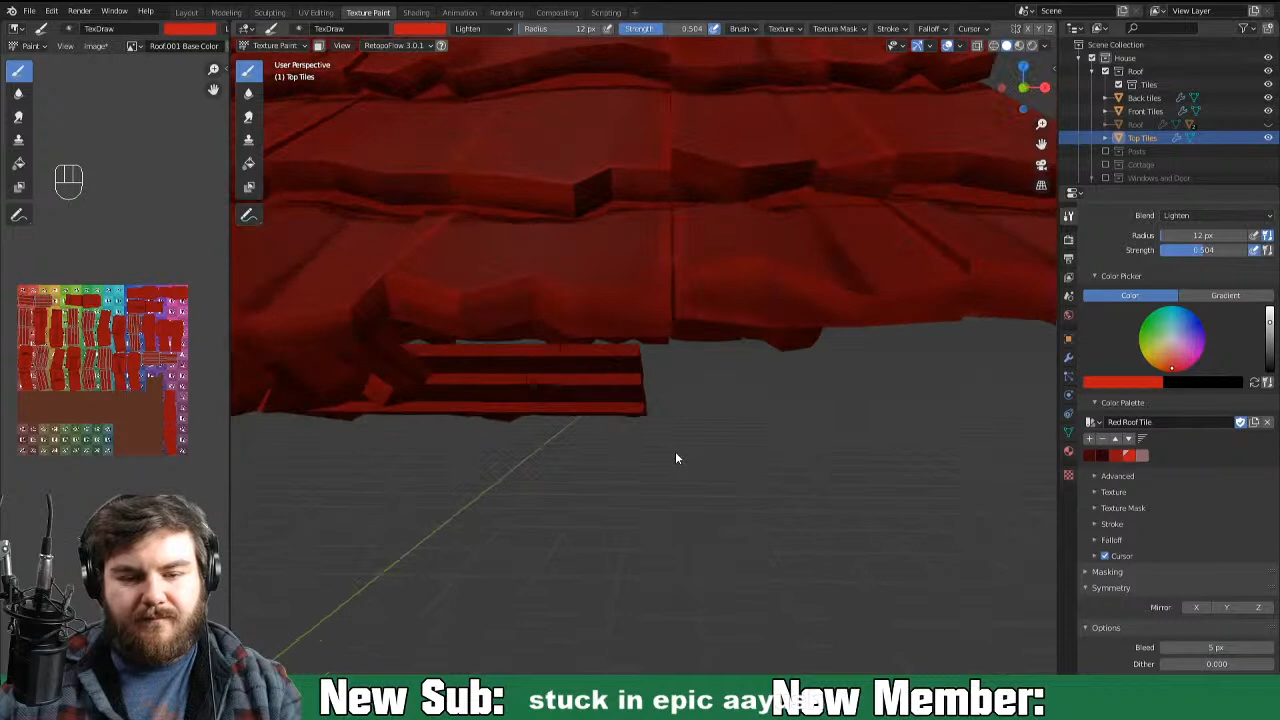 File Edit Render Window Help Layout Modeling Sculpting UV Editing Texture Paint Shading Animation Rendering Compositing Scripting + Scene View Layer
TexDraw TexDraw Lighten Radius 12 px Strength 0.504 Brush Texture Texture Mask Stroke Falloff Cursor X Y Z
Paint View Image* Roof.001 Base Color Texture Paint View RetopoFlow 3.0.1 Scene Collection
House
User Perspective
(1) Top Tiles
Roof
Tiles
Back tiles
Front Tiles
Roof
Top Tiles
Posts
Cottage
Windows and Door
Blend Lighten
Radius 12 px
Strength 0.504
Color Picker
Color Gradient
Color Palette
Red Roof Tile
Advanced
Texture
Texture Mask
Stroke
Falloff
Cursor
Masking
Symmetry
Mirror X Y Z
Options
Bleed 5 px
Dither 0.000
New Sub: stuck in epic New Member: